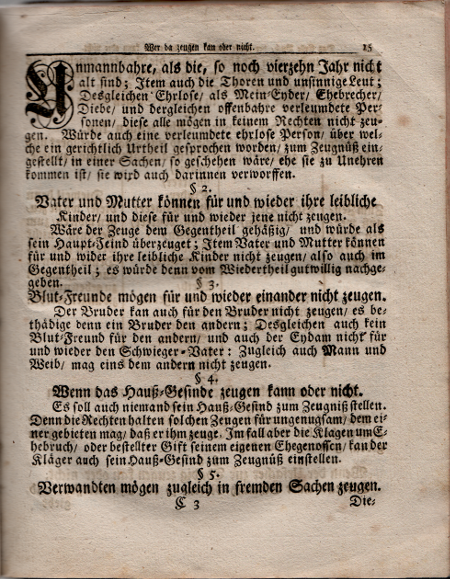 Wer da zeugen kan oder nicht. 15
Unmannbahre, als die, so noch vierzehn Jahr nicht
alt sind; Item auch die Thoren und unsinnige Leut;
Desgleichen Ehrlose/ als Mein-Eyder/ Ehebrecher/
Diebe/ und dergleichen offenbahre verleumdete Per-
sonen/ diese alle mögen in keinem Rechten nicht zeu-
gen. Würde auch eine verleumdete ehrlose Person/ über wel-
che ein gerichtlich Urtheil gesprochen worden/ zum Zeugnüß ein-
gestellt/ in einer Sachen/ so geschehen wäre/ ehe sie zu Unehren
kommen ist/ sie wird auch darinnen verworffen.
§ 2.
Vater und Mutter können für und wieder ihre leibliche
Kinder/ und diese für und wieder jene nicht zeugen.
Wäre der Zeuge dem Gegentheil gehäßig/ und würde als
sein Haupt-Feind überzeuget; Item Vater und Mutter können
für und wider ihre leibliche Kinder nicht zeugen/ also auch im
Gegentheil; es würde denn vom Wiedertheil gutwillig nachge-
geben. § 3.
Blut-Freunde mögen für und wieder einander nicht zeugen.
Der Bruder kan auch für den Bruder nicht zeugen/ es be-
thädige denn ein Bruder den andern; Desgleichen auch kein
Blut-Freund für den andern/ und auch der Eydam nicht für
und wieder den Schwieger-Vater: Zugleich auch Mann und
Weib/ mag eins dem andern nicht zeugen.
§ 4.
Wenn das Hauß-Gesinde zeugen kann oder nicht.
Es soll auch niemand sein Hauß-Gesind zum Zeugniß stellen.
Denn die Rechten halten solchen Zeugen für ungenugsam/ dem ei-
ner gebieten mag/ daß er ihm zeuge. Im fall aber die Klagen um E-
hebruch/ oder bestellter Gift seinem eigenen Ehegenossen/ kan der
Kläger auch sein Hauß-Gesind zum Zeugnüß einstellen.
§ 5.
Verwandten mögen zugleich in fremden Sachen zeugen.
C 3 Die-